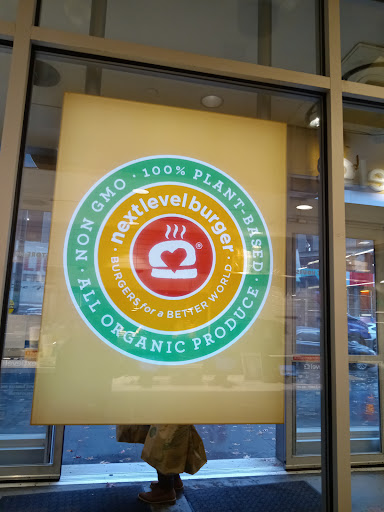 NON GMO · 100% PLANT-BASED ·
ALL ORGANIC PRODUCE ·
nextlevelburger
BURGERS for a BETTER WORLD ·
®